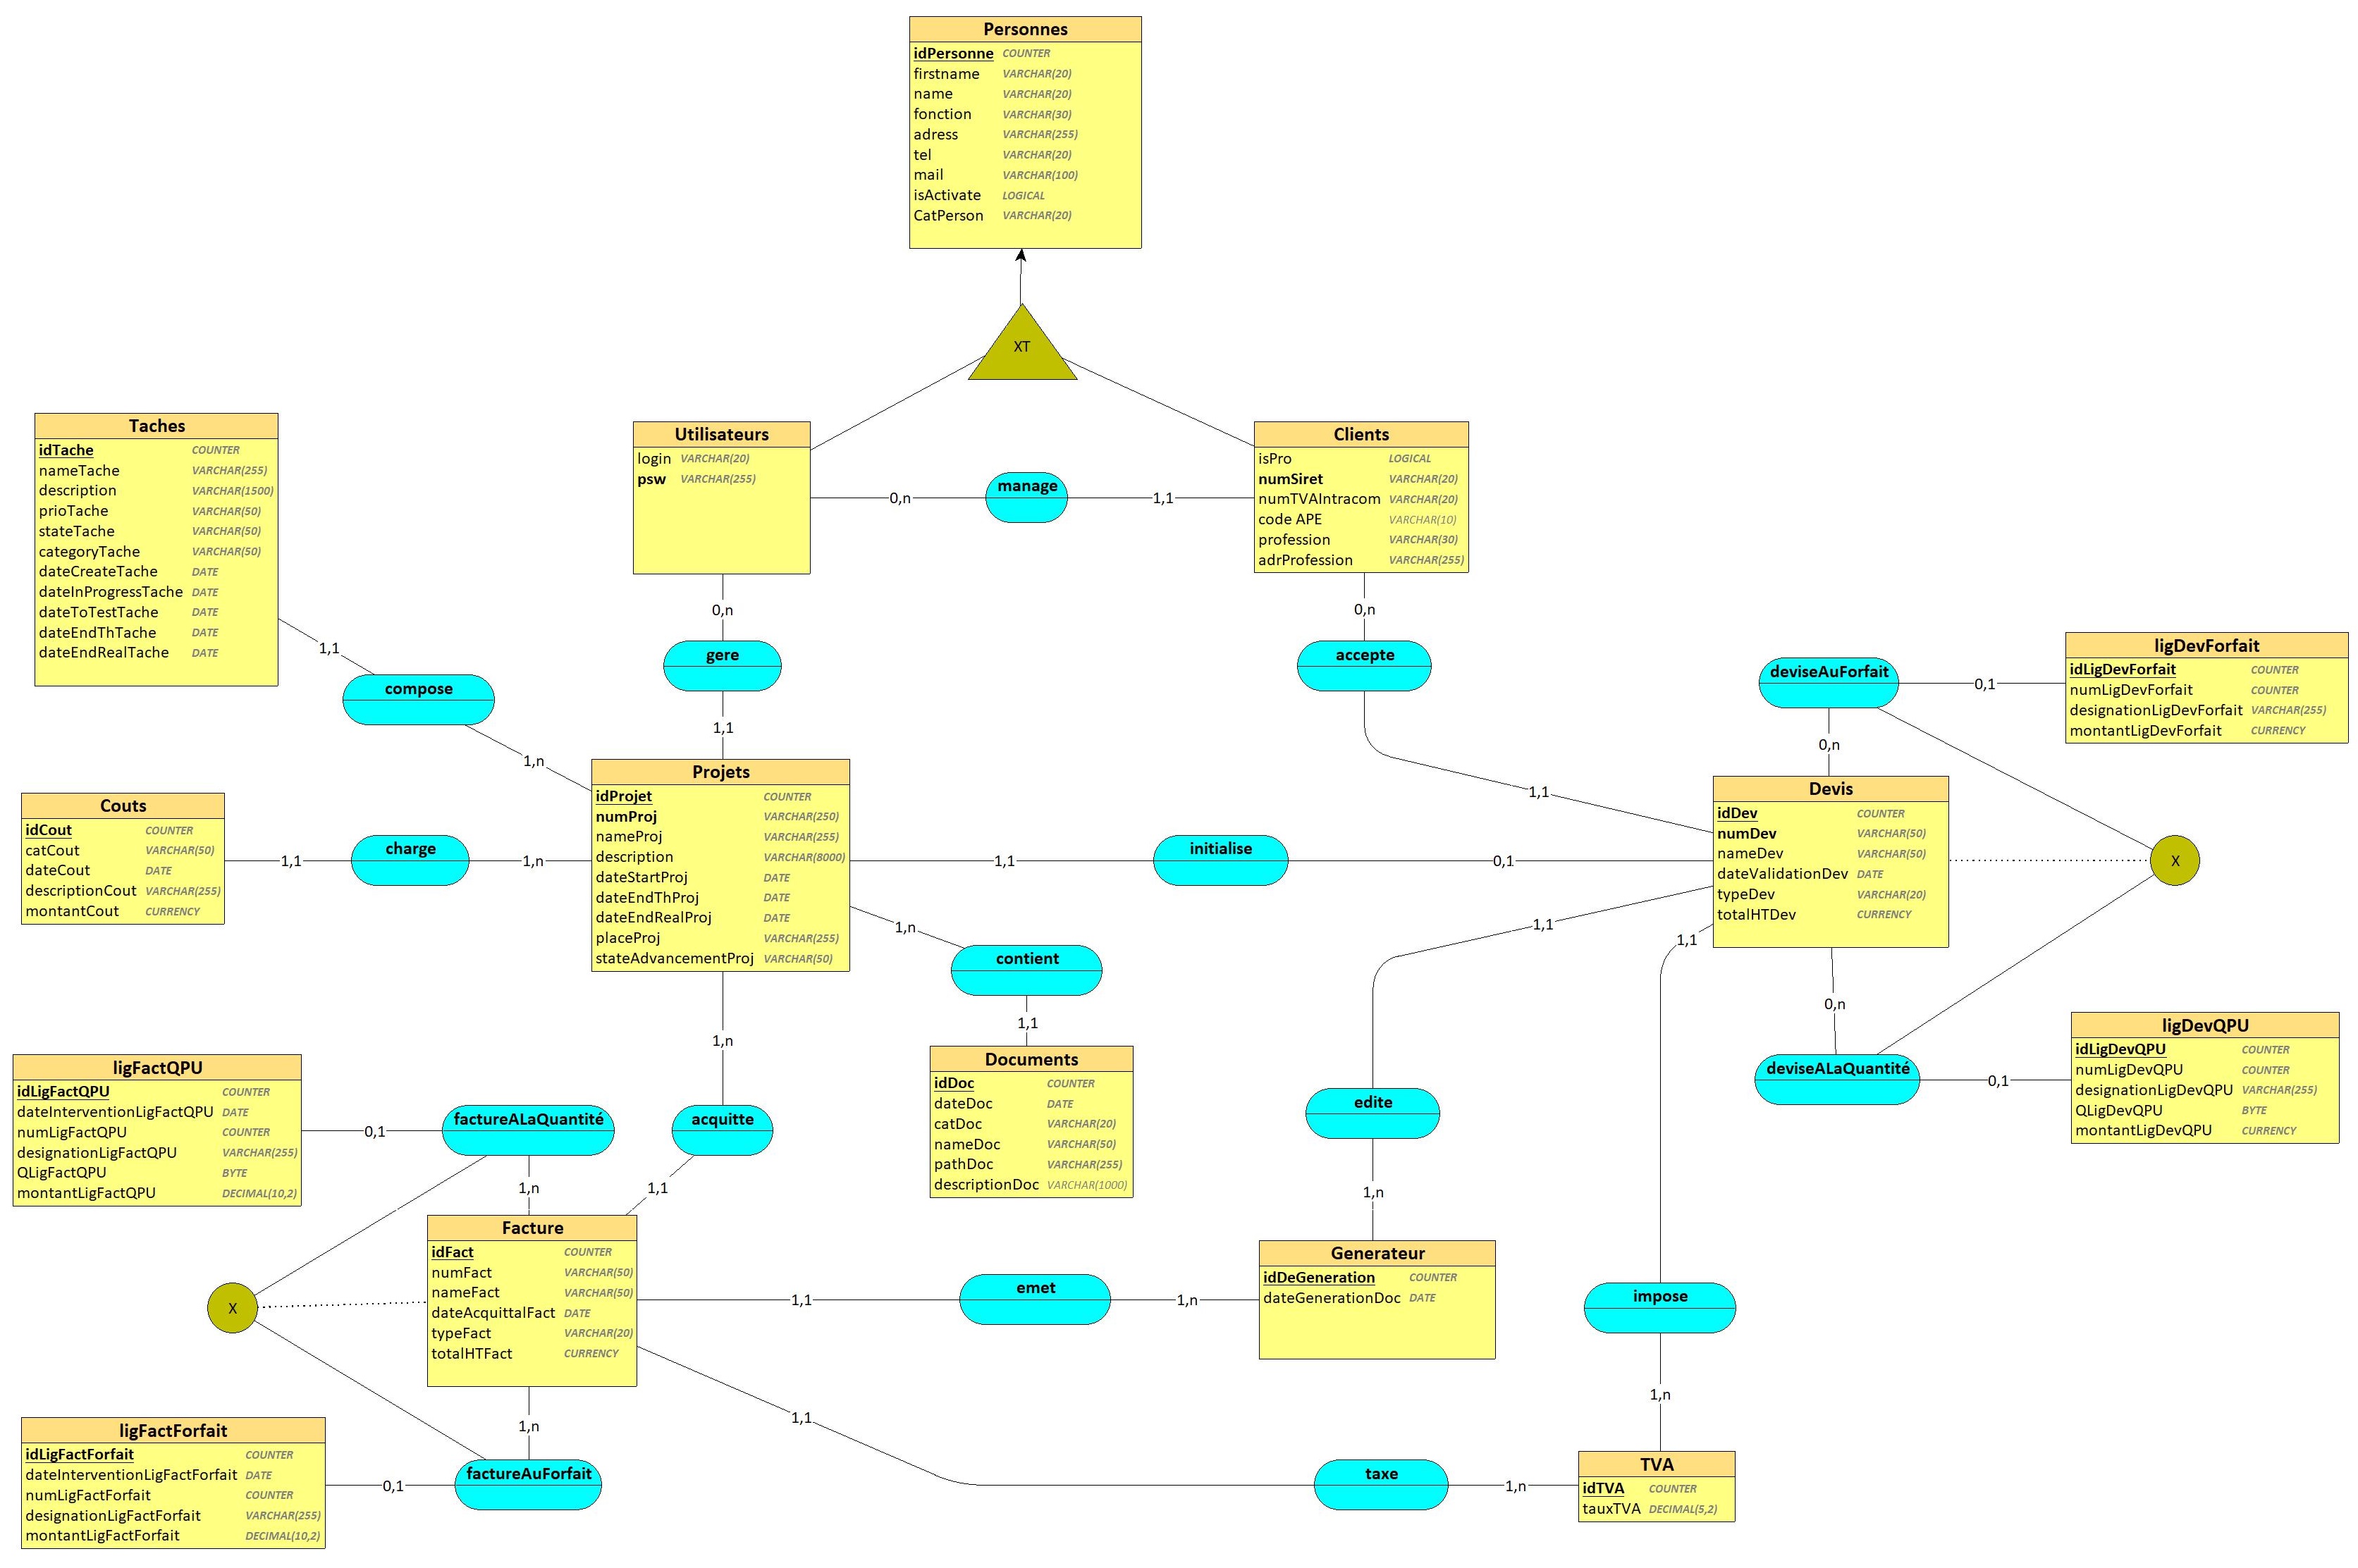 Personnes
idPersonne COUNTER
firstname VARCHAR(20)
name VARCHAR(20)
fonction VARCHAR(30)
adress VARCHAR(255)
tel VARCHAR(20)
mail VARCHAR(100)
isActivate LOGICAL
CatPerson VARCHAR(20)
XT
Taches
idTache COUNTER
nameTache VARCHAR(255)
description VARCHAR(1500)
prioTache VARCHAR(50)
stateTache VARCHAR(50)
categoryTache VARCHAR(50)
dateCreateTache DATE
dateInProgressTache DATE
dateToTestTache DATE
dateEndThTache DATE
dateEndRealTache DATE
Utilisateurs
login VARCHAR(20)
psw VARCHAR(255)
0,n
manage
1,1
Clients
isPro LOGICAL
numSiret VARCHAR(20)
numTVAIntracom VARCHAR(20)
code APE VARCHAR(10)
profession VARCHAR(30)
adrProfession VARCHAR(255)
1,1
compose
1,n
0,n
gere
1,1
0,n
accepte
1,1
deviseAuForfait
0,1
0,n
ligDevForfait
idLigDevForfait COUNTER
numLigDevForfait COUNTER
designationLigDevForfait VARCHAR(255)
montantLigDevForfait CURRENCY
Couts
idCout COUNTER
catCout VARCHAR(50)
dateCout DATE
descriptionCout VARCHAR(255)
montantCout CURRENCY
1,1
charge
1,n
Projets
idProjet COUNTER
numProj VARCHAR(250)
nameProj VARCHAR(255)
description VARCHAR(8000)
dateStartProj DATE
dateEndThProj DATE
dateEndRealProj DATE
placeProj VARCHAR(255)
stateAdvancementProj VARCHAR(50)
1,1
initialise
0,1
Devis
idDev COUNTER
numDev VARCHAR(50)
nameDev VARCHAR(50)
dateValidationDev DATE
typeDev VARCHAR(20)
totalHTDev CURRENCY
X
1,n
contient
1,1
1,1
1,1
0,n
deviseALaQuantité
0,1
ligDevQPU
idLigDevQPU COUNTER
numLigDevQPU COUNTER
designationLigDevQPU VARCHAR(255)
QLigDevQPU BYTE
montantLigDevQPU CURRENCY
1,n
acquitte
1,1
Documents
idDoc COUNTER
dateDoc DATE
catDoc VARCHAR(20)
nameDoc VARCHAR(50)
pathDoc VARCHAR(255)
descriptionDoc VARCHAR(1000)
edite
1,n
ligFactQPU
idLigFactQPU COUNTER
dateInterventionLigFactQPU DATE
numLigFactQPU COUNTER
designationLigFactQPU VARCHAR(255)
QLigFactQPU BYTE
montantLigFactQPU DECIMAL(10,2)
0,1
factureALaQuantité
1,n
Facture
idFact COUNTER
numFact VARCHAR(50)
nameFact VARCHAR(50)
dateAcquittalFact DATE
typeFact VARCHAR(20)
totalHTFact CURRENCY
X
1,1
emet
1,n
Generateur
idDeGeneration COUNTER
dateGenerationDoc DATE
impose
1,n
1,n
1,1
ligFactForfait
idLigFactForfait COUNTER
dateInterventionLigFactForfait DATE
numLigFactForfait COUNTER
designationLigFactForfait VARCHAR(255)
montantLigFactForfait DECIMAL(10,2)
0,1
factureAuForfait
taxe
1,n
TVA
idTVA COUNTER
tauxTVA DECIMAL(5,2)